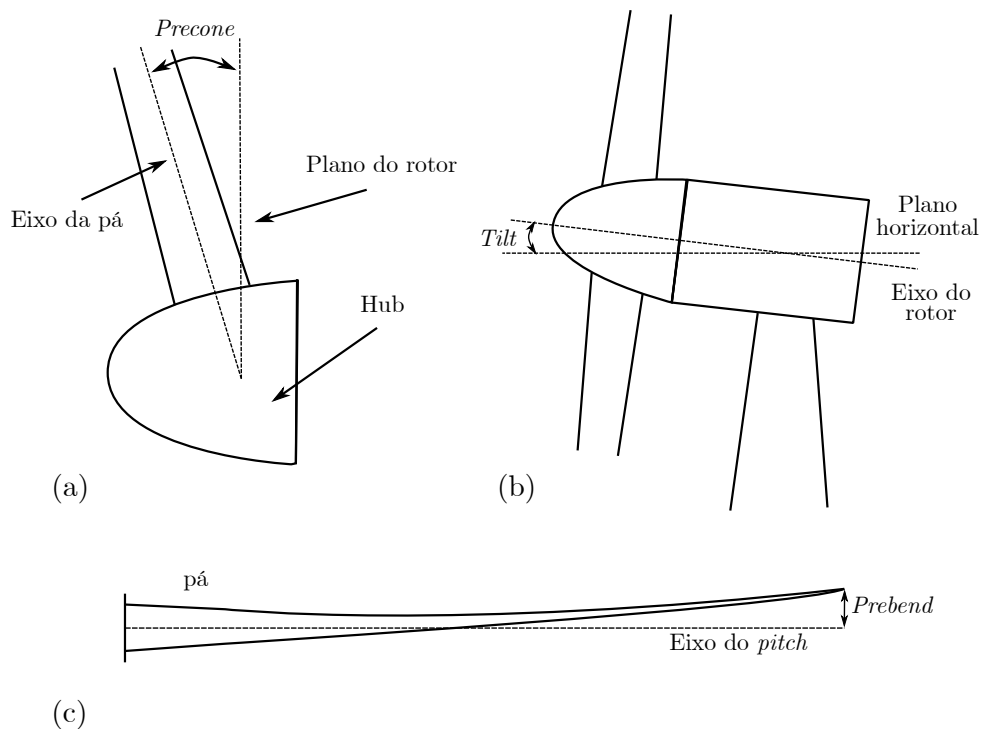 Precone
Plano do rotor
Eixo da pá
Hub
(a)
Tilt
Plano
horizontal
Eixo do
rotor
(b)
pá
Prebend
Eixo do pitch
(c)